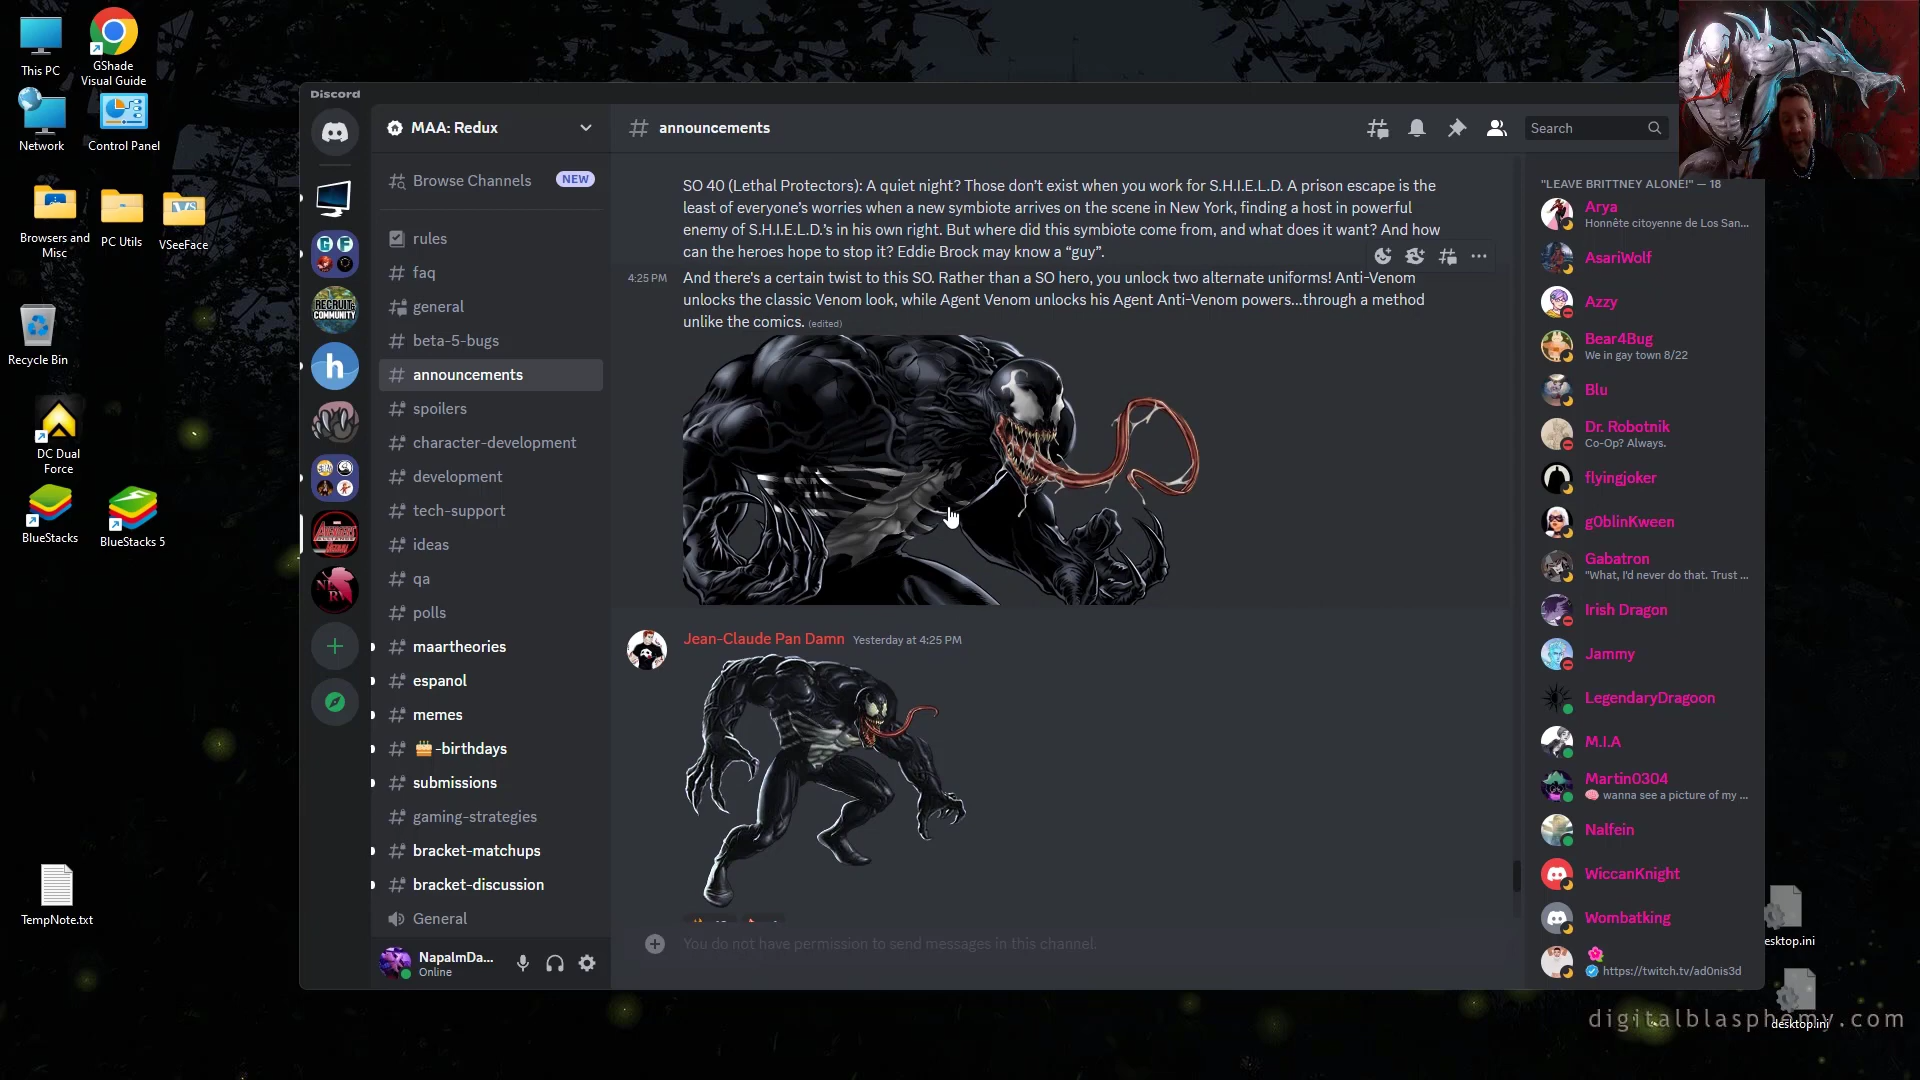 This PC
GShade
Visual Guide
Network
Control Panel
Browsers and
Misc
PC Utils
VSeeFace
Recycle Bin
DC Dual
Force
BlueStacks
BlueStacks 5
TempNote.txt
Discord
MAA: Redux
Browse Channels
NEW
rules
faq
general
beta-5-bugs
announcements
spoilers
character-development
development
tech-support
ideas
qa
polls
maartheories
espanol
memes
-birthdays
submissions
gaming-strategies
bracket-matchups
bracket-discussion
General
NapalmDa...
Online
RECRUIT
COMMUNITY
announcements
Search
SO 40 (Lethal Protectors): A quiet night? Those don't exist when you work for S.H.I.E.L.D. A prison escape is the
least of everyone's worries when a new symbiote arrives on the scene in New York, finding a host in powerful
enemy of S.H.I.E.L.D.'s in his own right. But where did this symbiote come from, and what does it want? And how
can the heroes hope to stop it? Eddie Brock may know a “guy”.
4:25 PM
And there's a certain twist to this SO. Rather than a SO hero, you unlock two alternate uniforms! Anti-Venom
unlocks the classic Venom look, while Agent Venom unlocks his Agent Anti-Venom powers...through a method
unlike the comics. (edited)
Jean-Claude Pan Damn Yesterday at 4:25 PM
You do not have permission to send messages in this channel.
"LEAVE BRITTNEY ALONE!" — 18
Arya
Honnête citoyenne de Los San...
AsariWolf
Azzy
Bear4Bug
We in gay town 8/22
Blu
Dr. Robotnik
Co-Op? Always.
flyingjoker
g0blinKween
Gabatron
"What, I'd never do that. Trust ...
Irish Dragon
Jammy
LegendaryDragoon
M.I.A
Martin0304
wanna see a picture of my ...
Nalfein
WiccanKnight
Wombatking
https://twitch.tv/ad0nis3d
esktop.ini
desktop.ini
digitalblasphemy.com